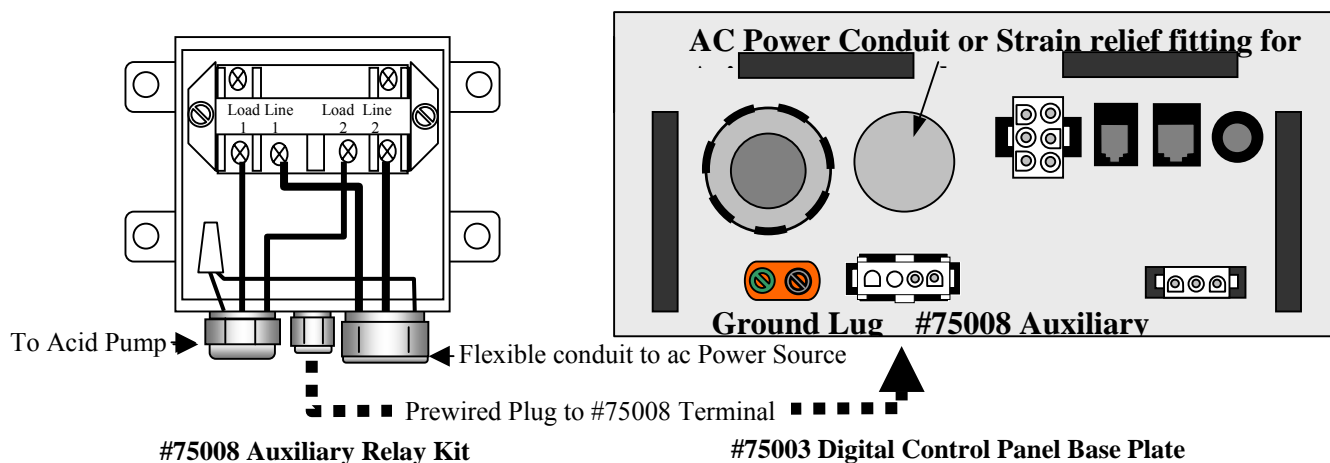 AC Power Conduit or Strain relief fitting for
Load Line Load Line
1 1 2 2
Ground Lug #75008 Auxiliary
To Acid Pump
Flexible conduit to ac Power Source
Prewired Plug to #75008 Terminal
#75008 Auxiliary Relay Kit
#75003 Digital Control Panel Base Plate